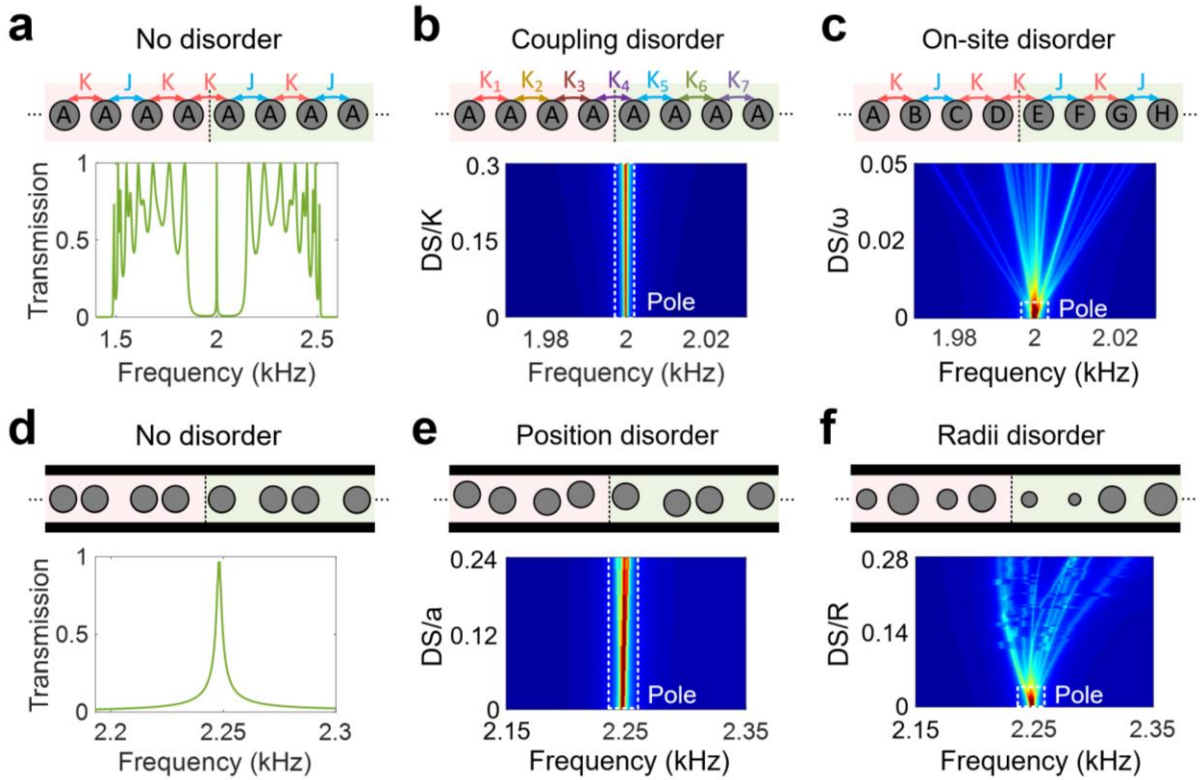 a
No disorder
K J K K J K J
... A A A A A A A A
Transmission
1
0.5
0
1.5 2 2.5
Frequency (kHz)
b
Coupling disorder
K1 K2 K3 K4 K5 K6 K7
A A A A A A A A ...
DS/K
0.3
0.15
0
Pole
1.98 2 2.02
Frequency (kHz)
c
On-site disorder
K J K K J K J
... A B C D E F G H ...
DS/ω
0.05
0.02
0
Pole
1.98 2 2.02
Frequency (kHz)
d
No disorder
... ...
Transmission
1
0.5
0
2.2 2.25 2.3
Frequency (kHz)
e
Position disorder
... ...
DS/a
0.24
0.12
0
Pole
2.15 2.25 2.35
Frequency (kHz)
f
Radii disorder
... ...
DS/R
0.28
0.14
0
Pole
2.15 2.25 2.35
Frequency (kHz)